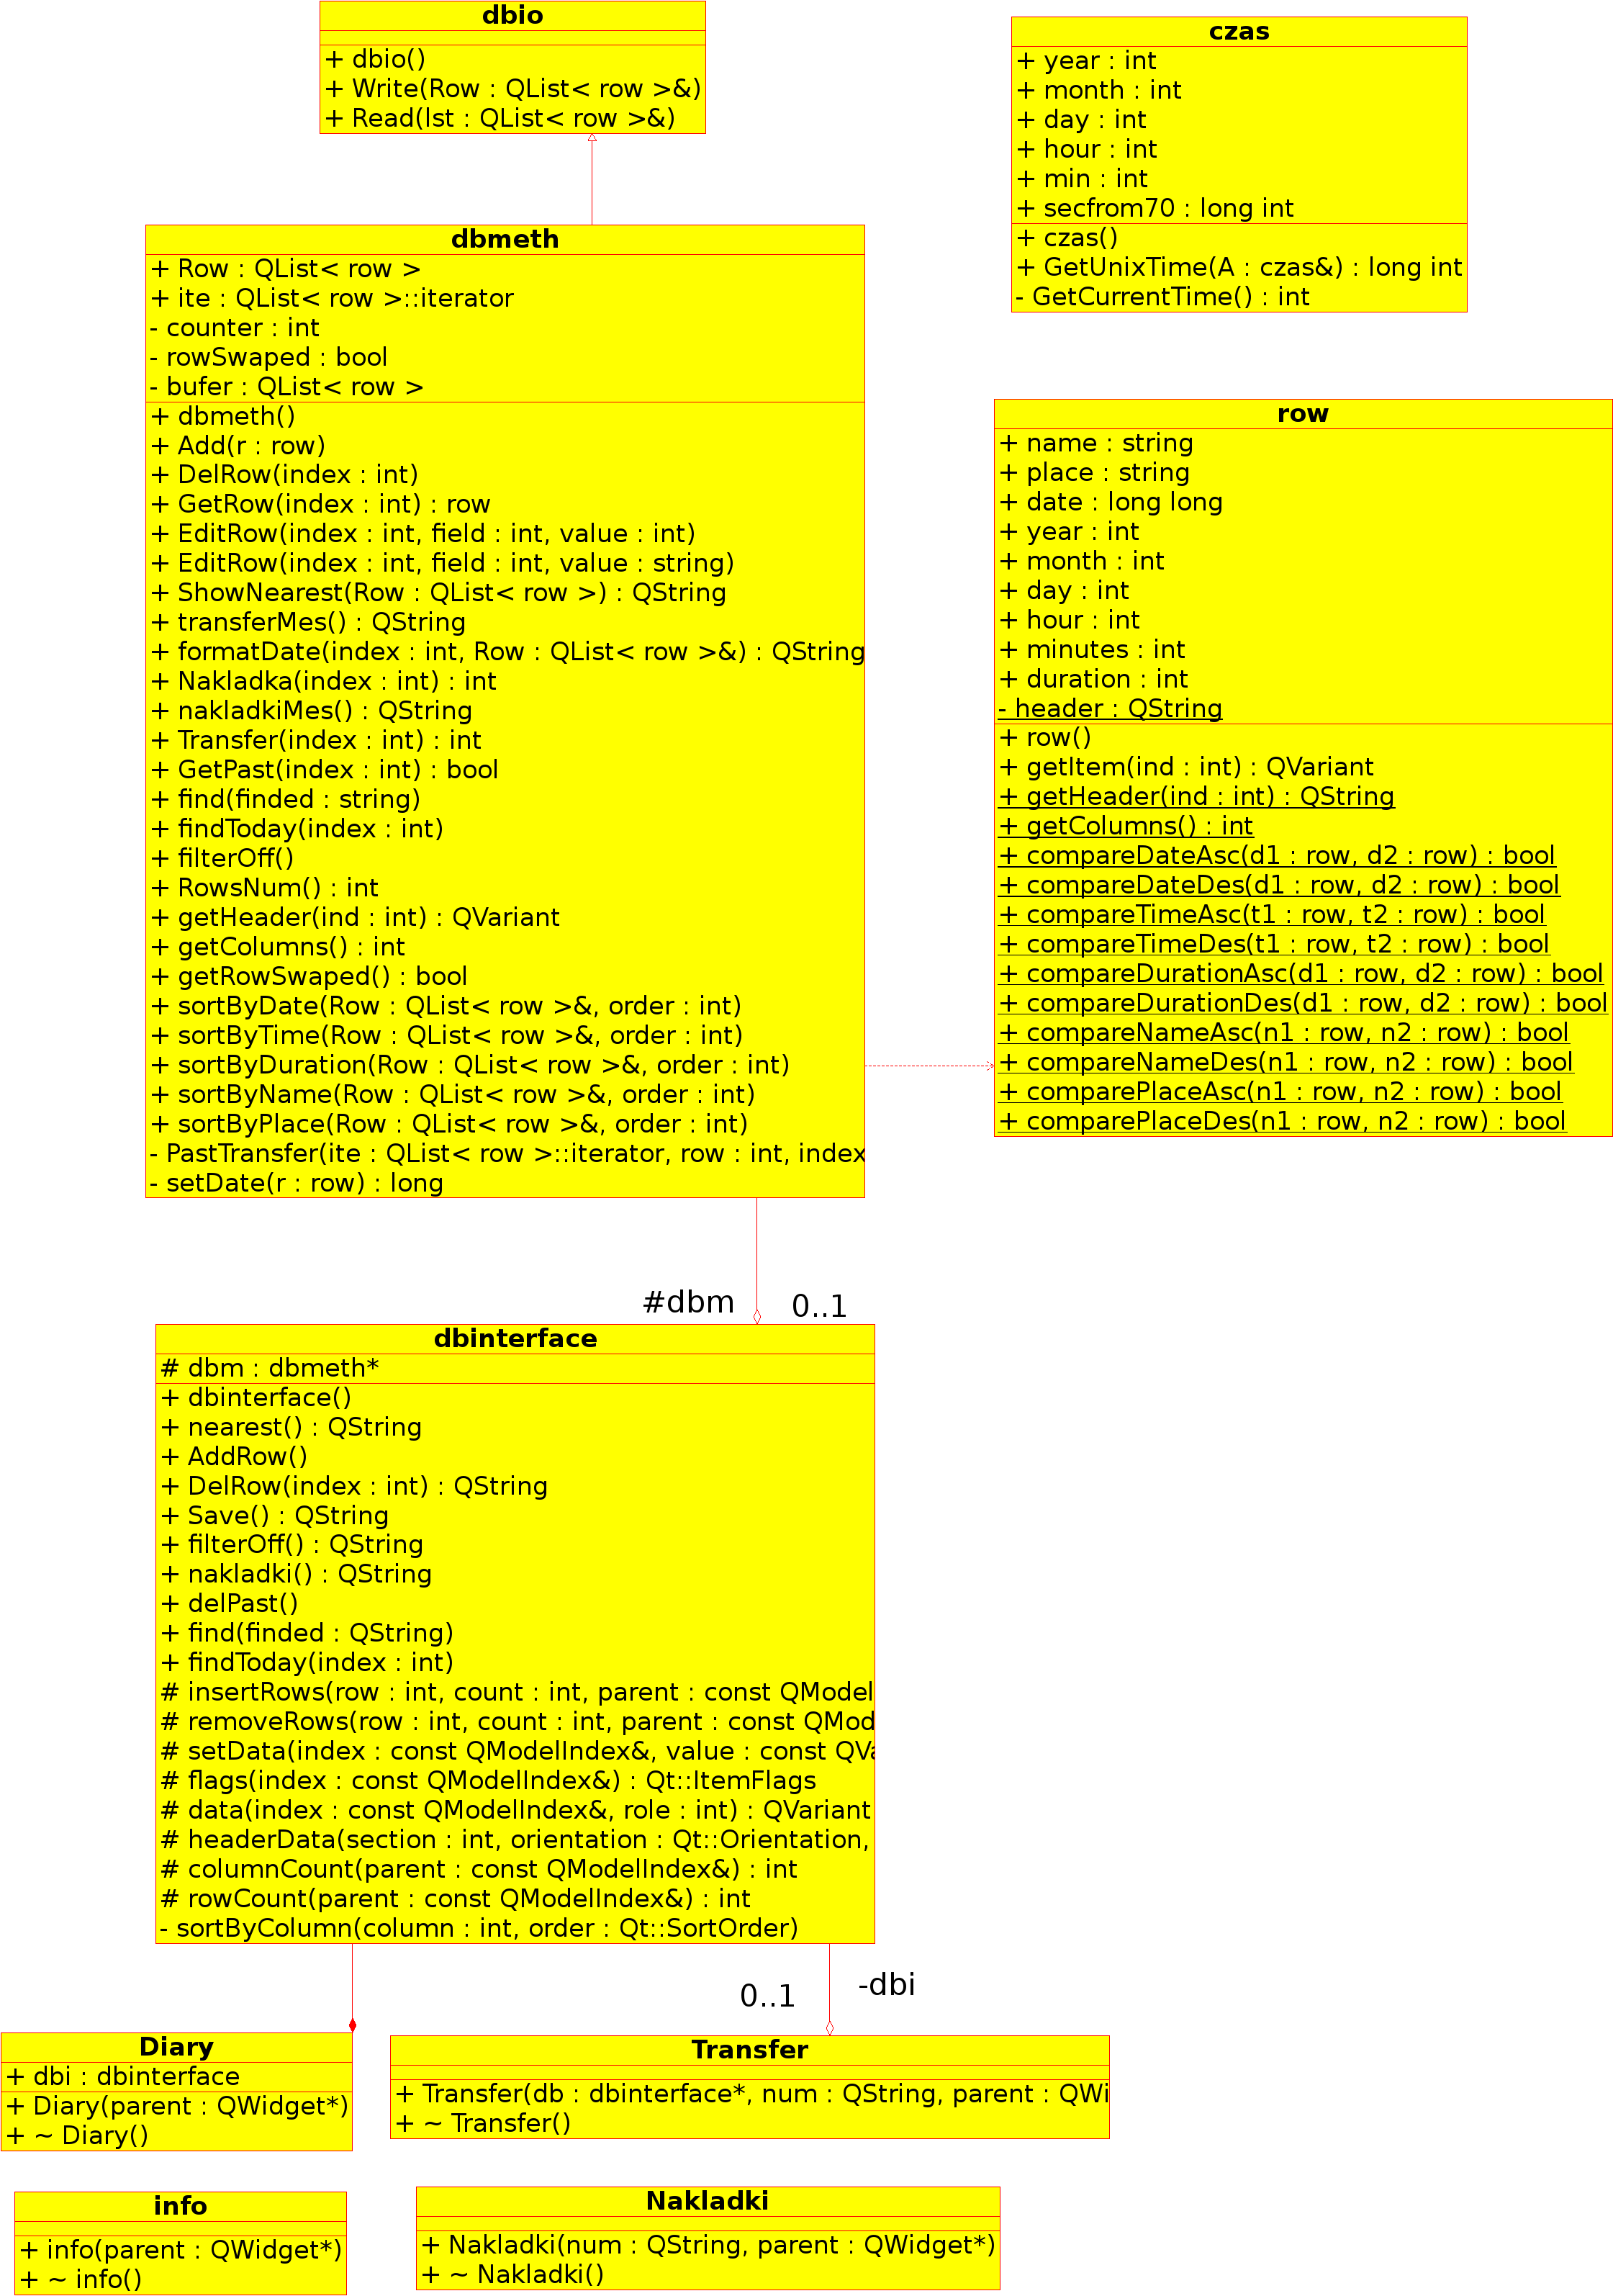 dbio
+ dbio()
+ Write(Row : QList< row >&)
+ Read(lst : QList< row >&)
czas
+ year : int
+ month : int
+ day : int
+ hour : int
+ min : int
+ secfrom70 : long int
+ czas()
+ GetUnixTime(A : czas&) : long int
- GetCurrentTime() : int
dbmeth
+ Row : QList< row >
+ ite : QList< row >::iterator
- counter : int
- rowSwaped : bool
- bufer : QList< row >
+ dbmeth()
+ Add(r : row)
+ DelRow(index : int)
+ GetRow(index : int) : row
+ EditRow(index : int, field : int, value : int)
+ EditRow(index : int, field : int, value : string)
+ ShowNearest(Row : QList< row >) : QString
+ transferMes() : QString
+ formatDate(index : int, Row : QList< row >&) : QString
+ Nakladka(index : int) : int
+ nakladkiMes() : QString
+ Transfer(index : int) : int
+ GetPast(index : int) : bool
+ find(finded : string)
+ findToday(index : int)
+ filterOff()
+ RowsNum() : int
+ getHeader(ind : int) : QVariant
+ getColumns() : int
+ getRowSwaped() : bool
+ sortByDate(Row : QList< row >&, order : int)
+ sortByTime(Row : QList< row >&, order : int)
+ sortByDuration(Row : QList< row >&, order : int)
+ sortByName(Row : QList< row >&, order : int)
+ sortByPlace(Row : QList< row >&, order : int)
- PastTransfer(ite : QList< row >::iterator, row : int, index
- setDate(r : row) : long
row
+ name : string
+ place : string
+ date : long long
+ year : int
+ month : int
+ day : int
+ hour : int
+ minutes : int
+ duration : int
- header : QString
+ row()
+ getItem(ind : int) : QVariant
+ getHeader(ind : int) : QString
+ getColumns() : int
+ compareDateAsc(d1 : row, d2 : row) : bool
+ compareDateDes(d1 : row, d2 : row) : bool
+ compareTimeAsc(t1 : row, t2 : row) : bool
+ compareTimeDes(t1 : row, t2 : row) : bool
+ compareDurationAsc(d1 : row, d2 : row) : bool
+ compareDurationDes(d1 : row, d2 : row) : bool
+ compareNameAsc(n1 : row, n2 : row) : bool
+ compareNameDes(n1 : row, n2 : row) : bool
+ comparePlaceAsc(n1 : row, n2 : row) : bool
+ comparePlaceDes(n1 : row, n2 : row) : bool
#dbm 0..1
dbinterface
# dbm : dbmeth*
+ dbinterface()
+ nearest() : QString
+ AddRow()
+ DelRow(index : int) : QString
+ Save() : QString
+ filterOff() : QString
+ nakladki() : QString
+ delPast()
+ find(finded : QString)
+ findToday(index : int)
# insertRows(row : int, count : int, parent : const QModel
# removeRows(row : int, count : int, parent : const QMod
# setData(index : const QModelIndex&, value : const QVa
# flags(index : const QModelIndex&) : Qt::ItemFlags
# data(index : const QModelIndex&, role : int) : QVariant
# headerData(section : int, orientation : Qt::Orientation,
# columnCount(parent : const QModelIndex&) : int
# rowCount(parent : const QModelIndex&) : int
- sortByColumn(column : int, order : Qt::SortOrder)
0..1 -dbi
Diary
+ dbi : dbinterface
+ Diary(parent : QWidget*)
+ ~ Diary()
Transfer
+ Transfer(db : dbinterface*, num : QString, parent : QWi
+ ~ Transfer()
info
+ info(parent : QWidget*)
+ ~ info()
Nakladki
+ Nakladki(num : QString, parent : QWidget*)
+ ~ Nakladki()